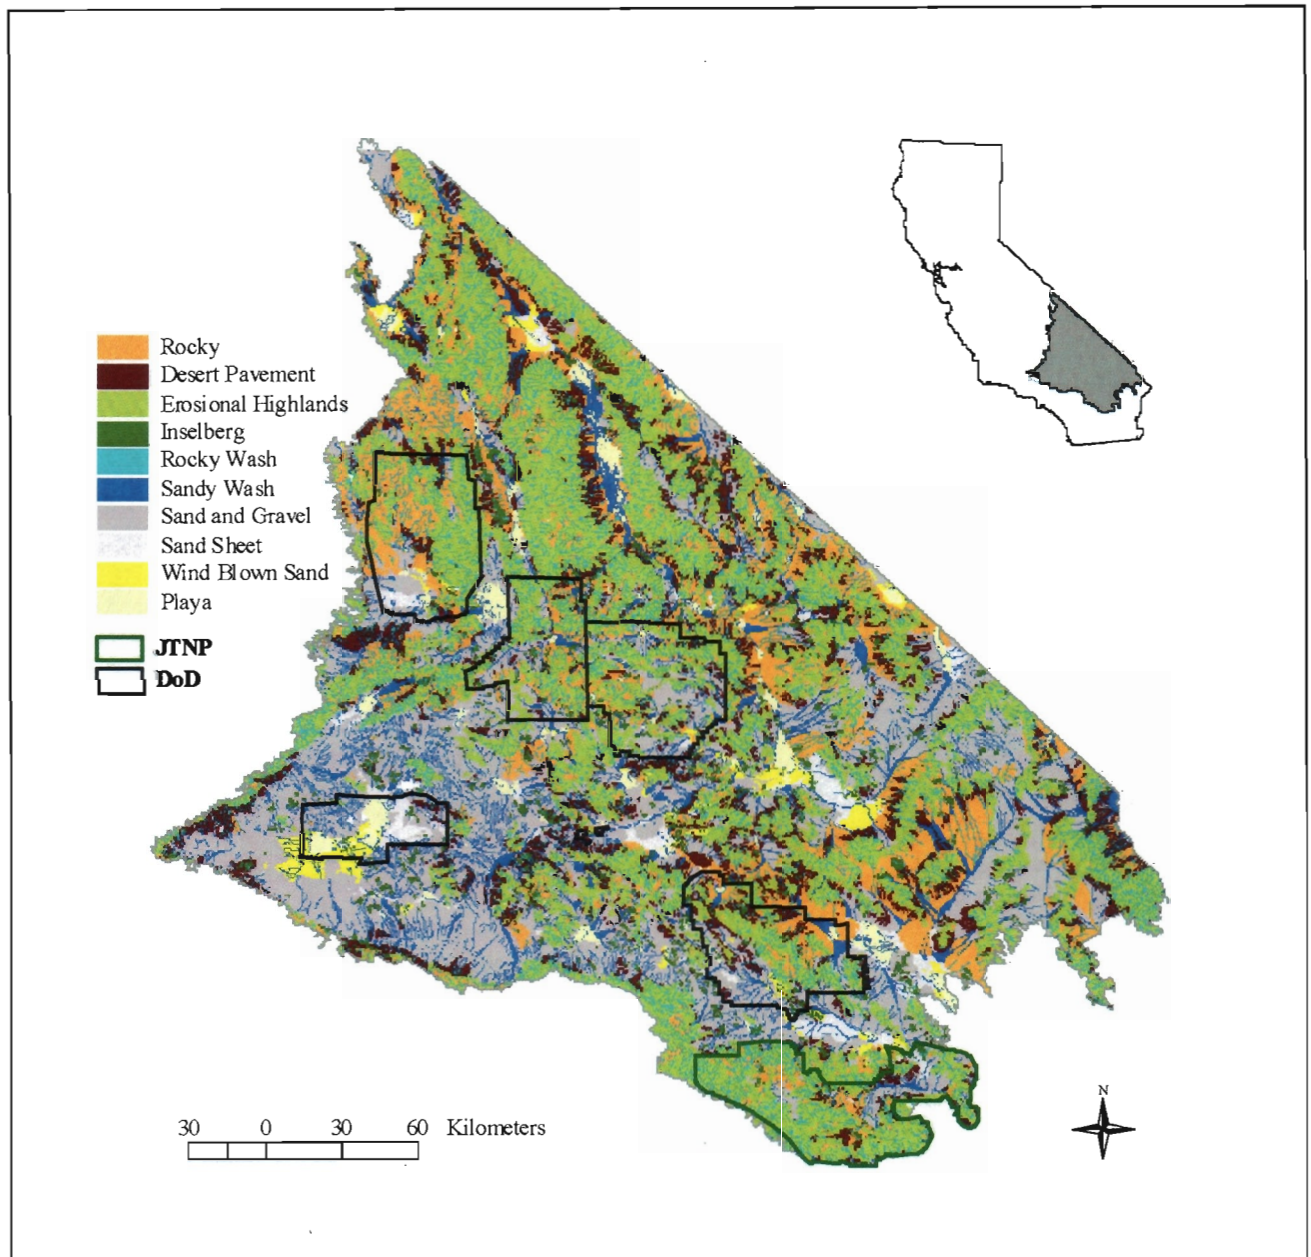 Rocky
Desert Pavement
Erosional Highlands
Inselberg
Rocky Wash
Sandy Wash
Sand and Gravel
Sand Sheet
Wind Blown Sand
Playa
JTNP
DoD
30 0 30 60 Kilometers
N